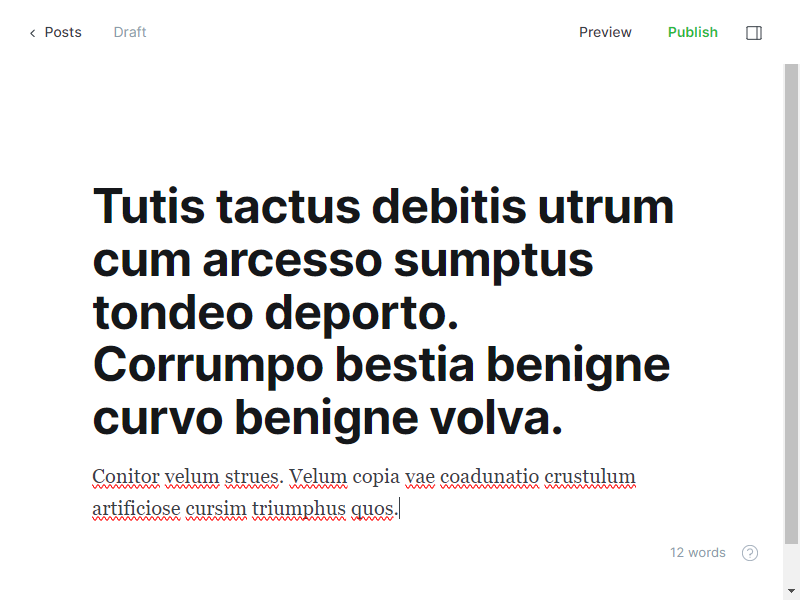 Posts Draft Preview Publish
Tutis tactus debitis utrum
cum arcesso sumptus
tondeo deporto.
Corrumpo bestia benigne
curvo benigne volva.
Conitor velum strues. Velum copia vae coadunatio crustulum
artificiose cursim triumphus quos.
12 words ?